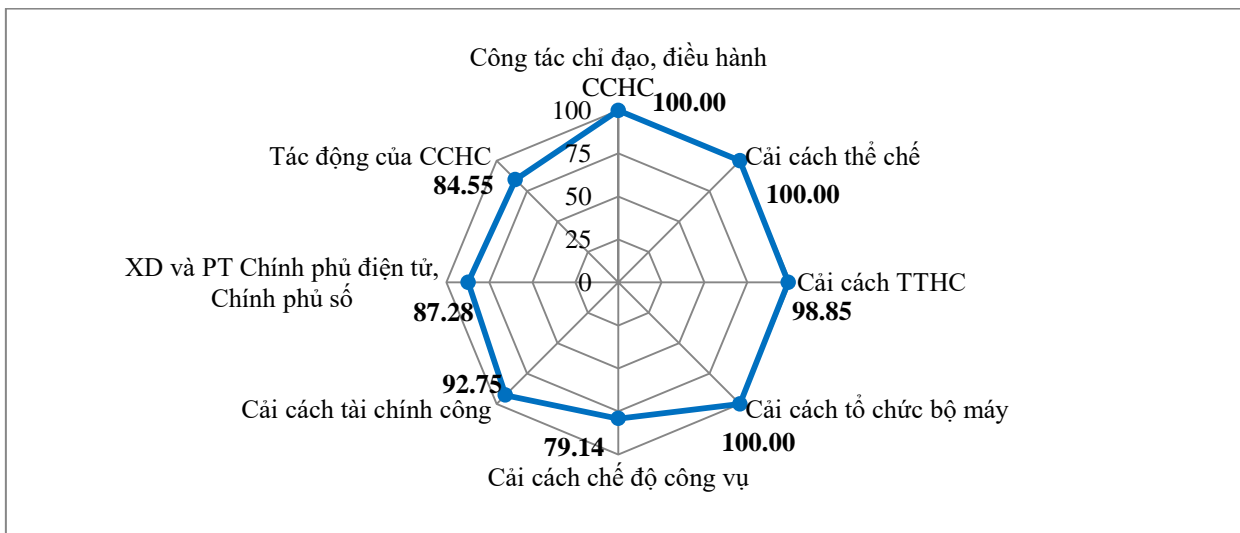 Công tác chỉ đạo, điều hành
CCHC
100.00
100
75
50
25
0
Cải cách thể chế
100.00
Cải cách TTHC
98.85
Cải cách tổ chức bộ máy
100.00
Cải cách chế độ công vụ
79.14
Cải cách tài chính công
92.75
XD và PT Chính phủ điện tử,
Chính phủ số
87.28
Tác động của CCHC
84.55